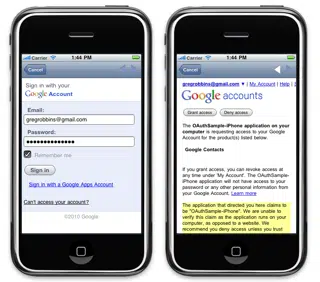 Carrier
1:44 PM
Cancel
Sign in with your
Google Account
Email:
gregrobbins@gmail.com
Password:
••••••••••••••
Remember me
Sign in
Sign in with a Google Apps Account
Can't access your account?
©2010 Google
Carrier
1:44 PM
Cancel
gregrobbins@gmail.com ▼ | My Account | Help | S
Google accounts
Grant access
Deny access
The OAuthSample-iPhone application on your
computer is requesting access to your Google
Account for the product(s) listed below.
Google Contacts
If you grant access, you can revoke access at
any time under 'My Account'. The OAuthSample-
iPhone application will not have access to your
password or any other personal information from
your Google Account. Learn more
The application that directed you here claims to
be "OAuthSample-iPhone". We are unable to
verify this claim as the application runs on your
computer, as opposed to a website. We
recommend you deny access unless you trust